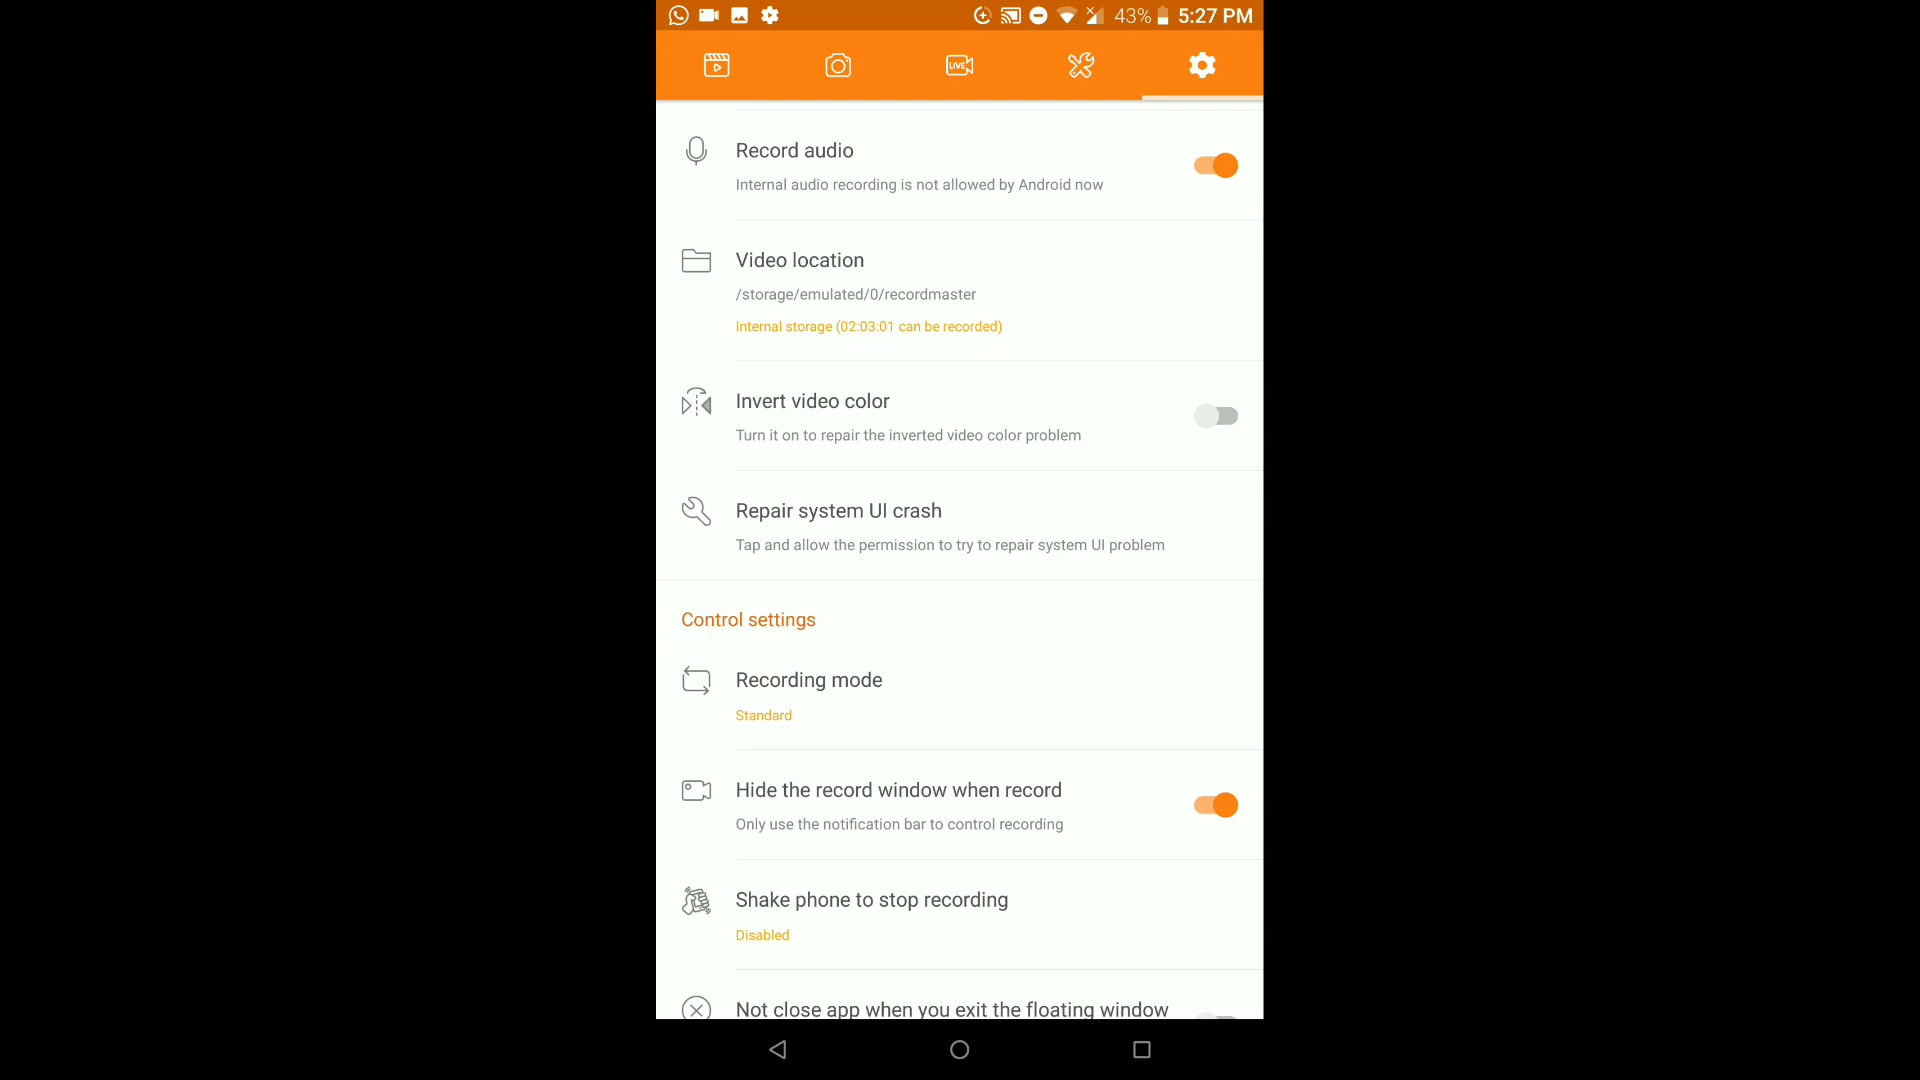 43% 5:27 PM
LIVE
Record audio
Internal audio recording is not allowed by Android now
Video location
/storage/emulated/0/recordmaster
Internal storage (02:03:01 can be recorded)
Invert video color
Turn it on to repair the inverted video color problem
Repair system UI crash
Tap and allow the permission to try to repair system UI problem
Control settings
Recording mode
Standard
Hide the record window when record
Only use the notification bar to control recording
Shake phone to stop recording
Disabled
Not close app when you exit the floating window